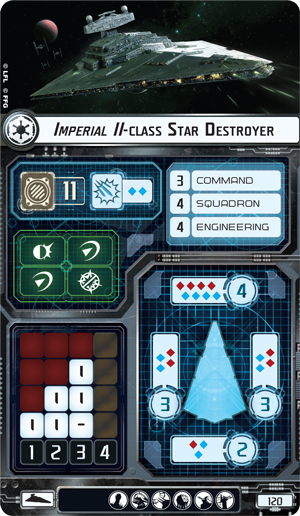 © LFL © FFG
Imperial II-class Star Destroyer
11
3 COMMAND
4 SQUADRON
4 ENGINEERING
4
3
3
2
I
I I
I I -
1 2 3 4
120